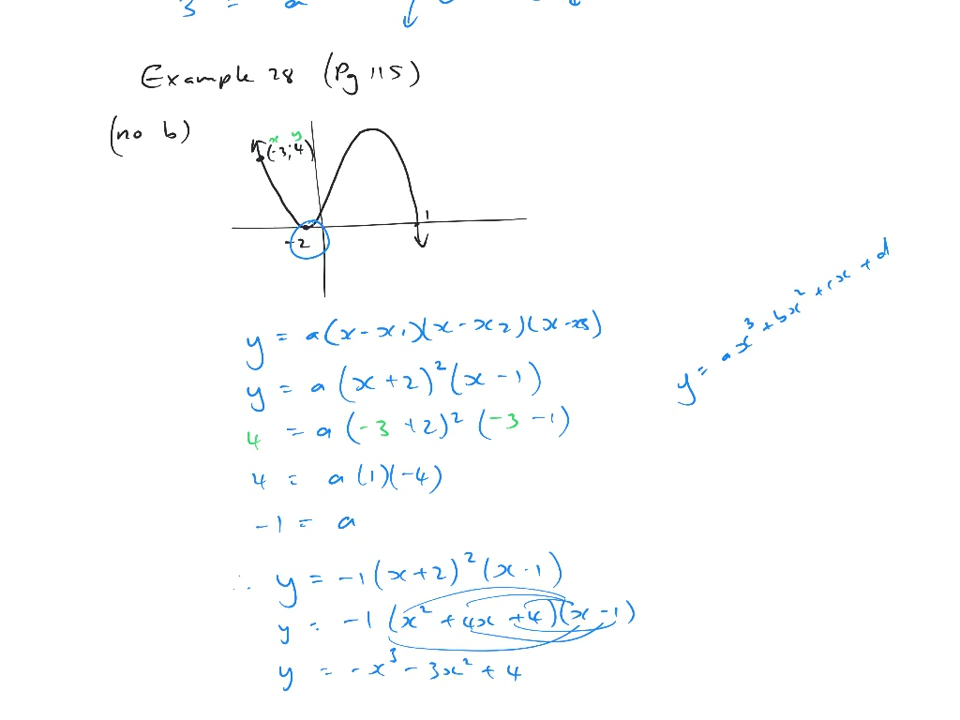 3 = a
Example 28 (Pg 115)
(no b)
x y
(-3;4)
-2
1
y = a(x-x₁)(x-x₂)(x-x₃)
y = a(x+2)²(x-1)
4 = a(-3+2)²(-3-1)
4 = a(1)(-4)
-1 = a
∴ y = -1(x+2)²(x-1)
y = -1(x²+4x+4)(x-1)
y = -x³-3x²+4
y = ax³+bx²+cx+d